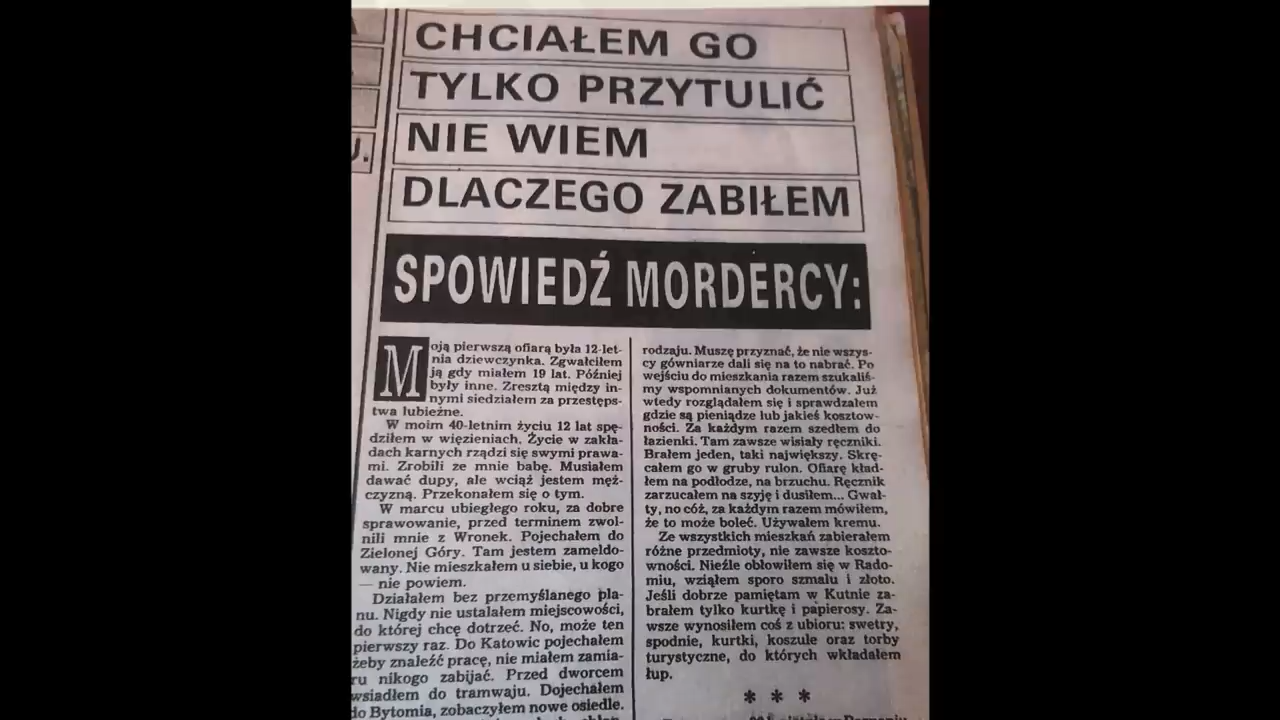 CHCIAŁEM GO
TYLKO PRZYTULIĆ
NIE WIEM
DLACZEGO ZABIŁEM
SPOWIEDŹ MORDERCY:
Moją pierwszą ofiarą była 12-let-
nia dziewczynka. Zgwałciłem
ją gdy miałem 19 lat. Później
były inne. Zresztą między in-
nymi siedziałem za przestęps-
twa lubieżne.
W moim 40-letnim życiu 12 lat spę-
dziłem w więzieniach. Życie w zakła-
dach karnych rządzi się swymi prawa-
mi. Zrobili ze mnie babę. Musiałem
dawać dupy, ale wciąż jestem męż-
czyzną. Przekonałem się o tym.
W marcu ubiegłego roku, za dobre
sprawowanie, przed terminem zwol-
nili mnie z Wronek. Pojechałem do
Zielonej Góry. Tam jestem zameldo-
wany. Nie mieszkałem u siebie, u kogo
— nie powiem.
Działałem bez przemyślanego pla-
nu. Nigdy nie ustalałem miejscowości,
do której chcę dotrzeć. No, może ten
pierwszy raz. Do Katowic pojechałem
żeby znaleźć pracę, nie miałem zamia-
ru nikogo zabijać. Przed dworcem
wsiadłem do tramwaju. Dojechałem
do Bytomia, zobaczyłem nowe osiedle.
rodzaju. Muszę przyznać, że nie wszys-
cy gówniarze dali się na to nabrać. Po
wejściu do mieszkania razem szukaliś-
my wspomnianych dokumentów. Już
wtedy rozglądałem się i sprawdzałem
gdzie są pieniądze lub jakieś kosztow-
ności. Za każdym razem szedłem do
łazienki. Tam zawsze wisiały ręczniki.
Brałem jeden, taki największy. Skrę-
całem go w gruby rulon. Ofiarę kład-
łem na podłodze, na brzuchu. Ręcznik
zarzucałem na szyję i dusiłem... Gwał-
ty, no cóż, za każdym razem mówiłem,
że to może boleć. Używałem kremu.
Ze wszystkich mieszkań zabierałem
różne przedmioty, nie zawsze koszto-
wności. Nieźle obłowiłem się w Rado-
miu, wziąłem sporo szmalu i złoto.
Jeśli dobrze pamiętam w Kutnie za-
brałem tylko kurtkę i papierosy. Za-
wsze wynosiłem coś z ubioru: swetry,
spodnie, kurtki, koszule oraz torby
turystyczne, do których wkładałem
łup.
* * *